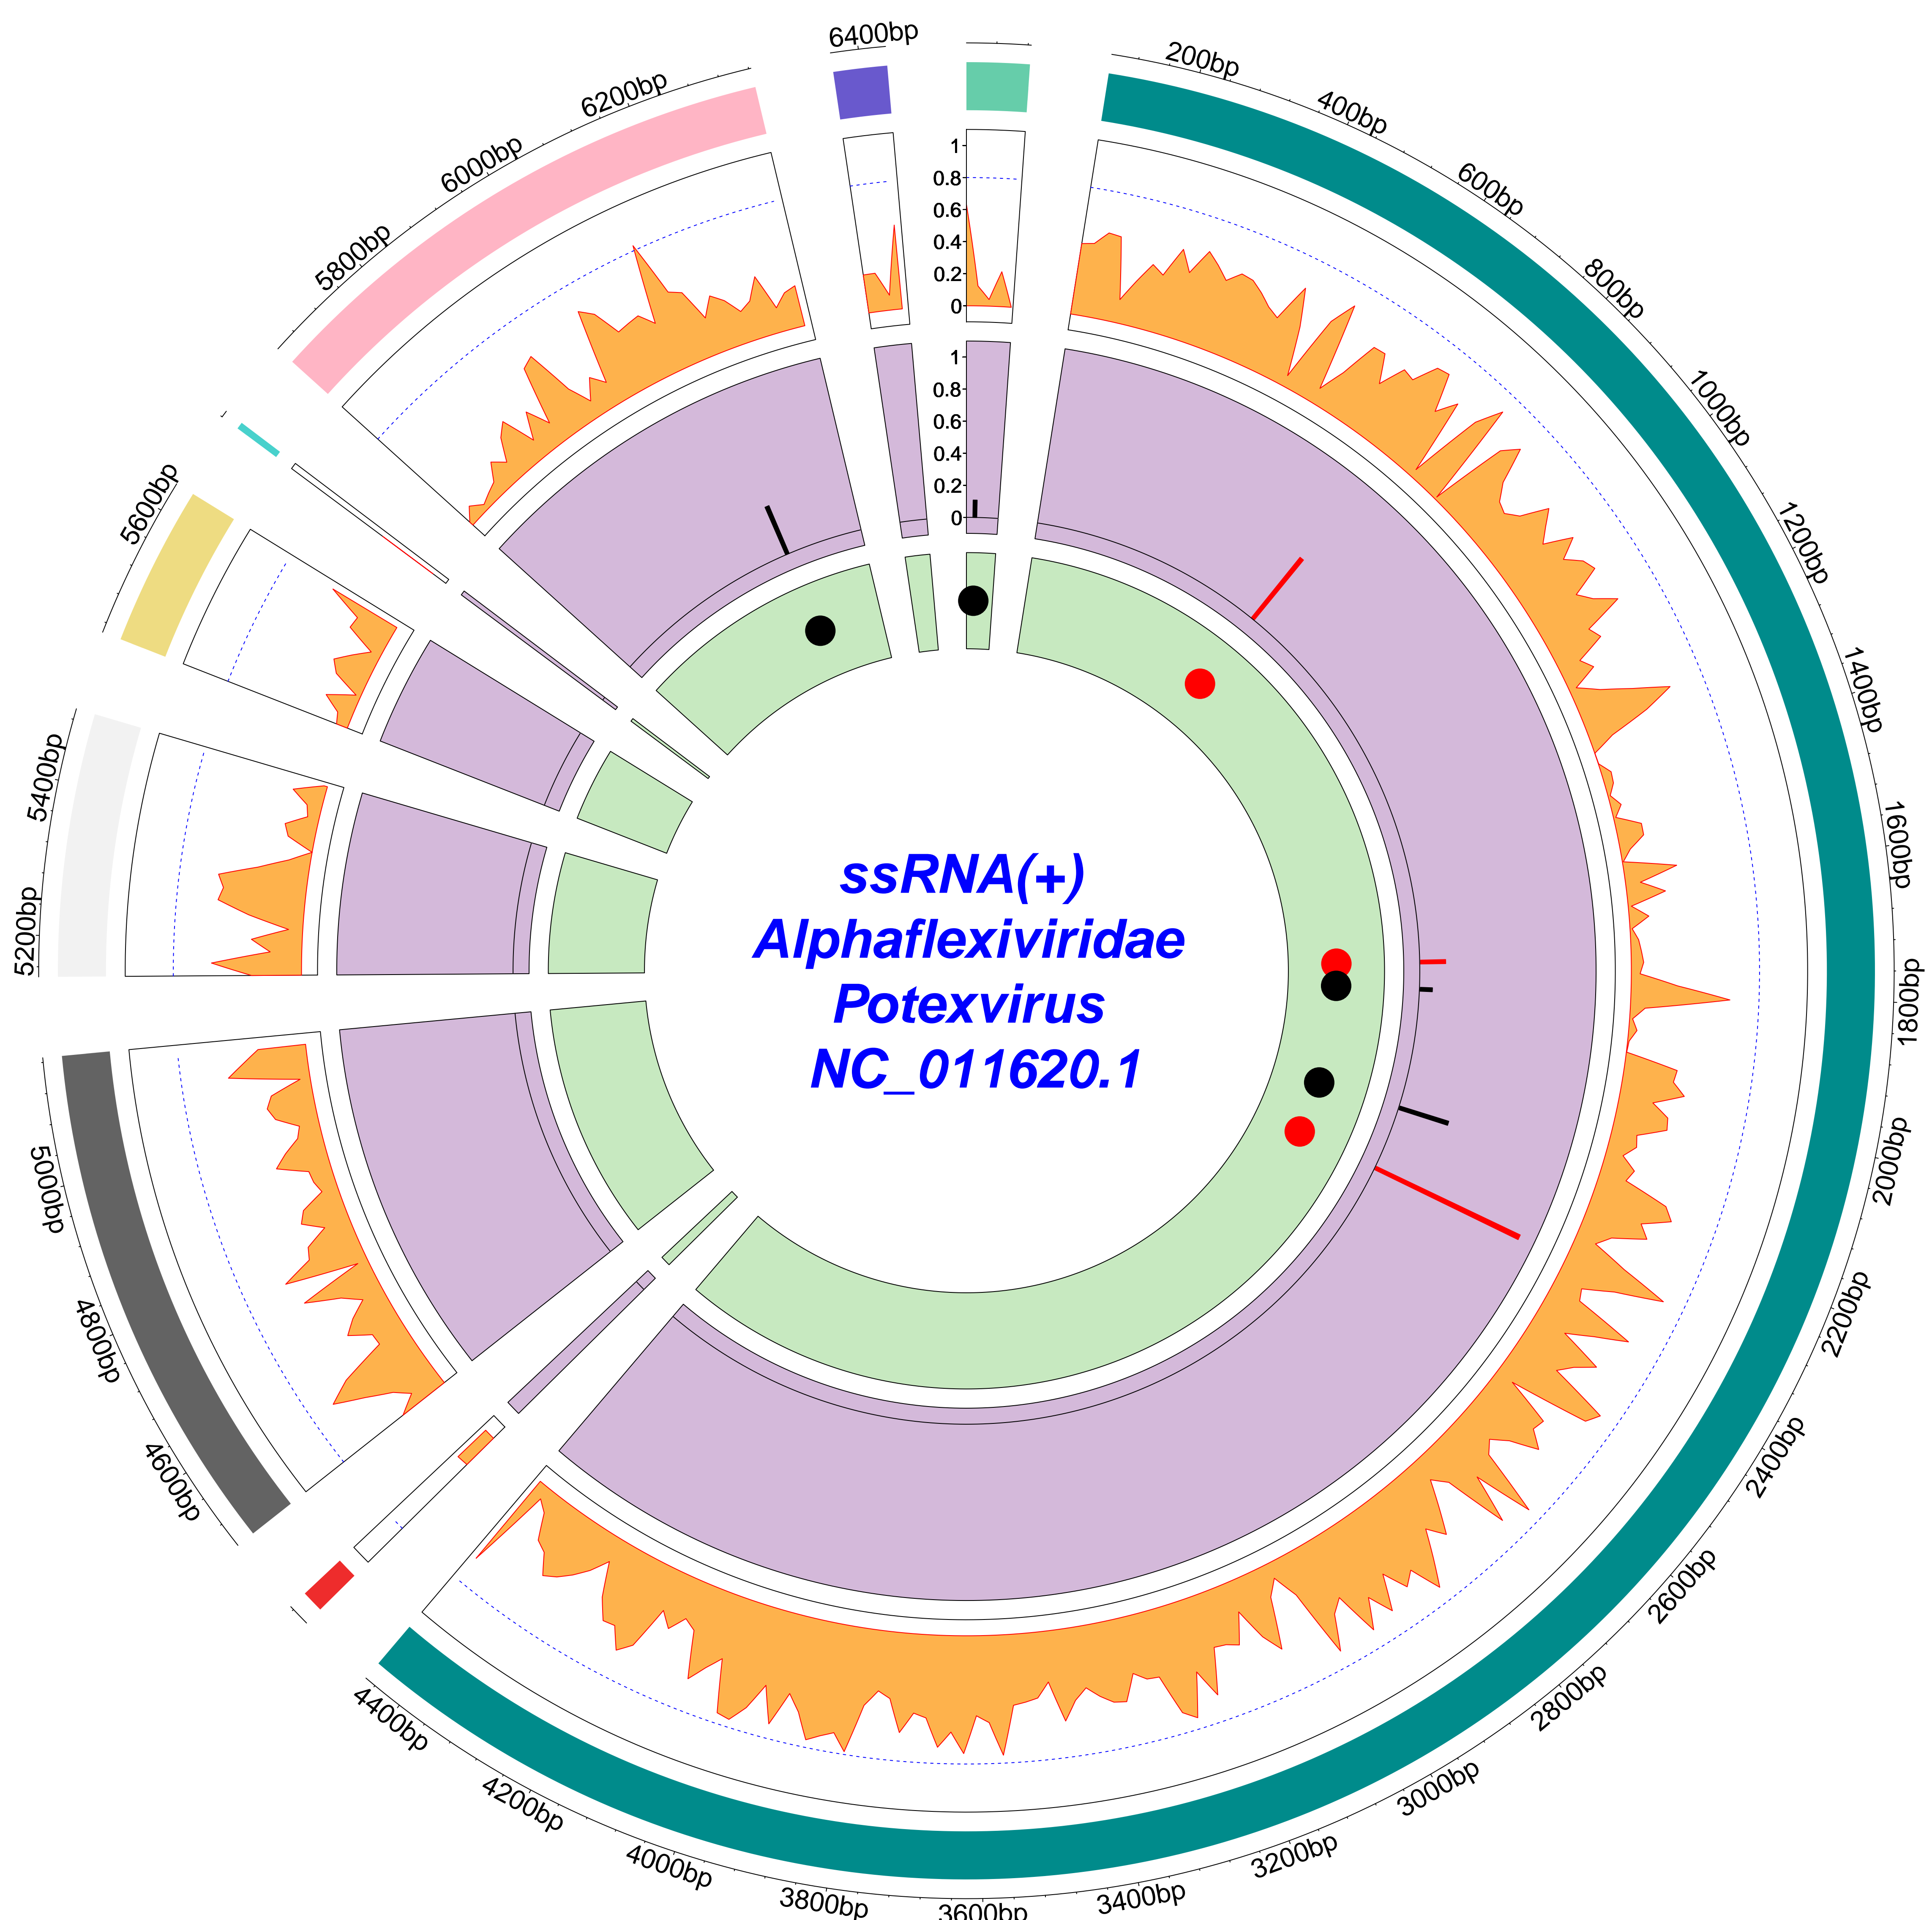 6400bp
200bp
400bp
600bp
800bp
1000bp
1200bp
1400bp
1600bp
1800bp
2000bp
2200bp
2400bp
2600bp
2800bp
3000bp
3200bp
3400bp
3600bp
3800bp
4000bp
4200bp
4400bp
4600bp
4800bp
5000bp
5200bp
5400bp
5600bp
5800bp
6000bp
6200bp
1
0.8
0.6
0.4
0.2
0
1
0.8
0.6
0.4
0.2
0
ssRNA(+)
Alphaflexiviridae
Potexvirus
NC_011620.1